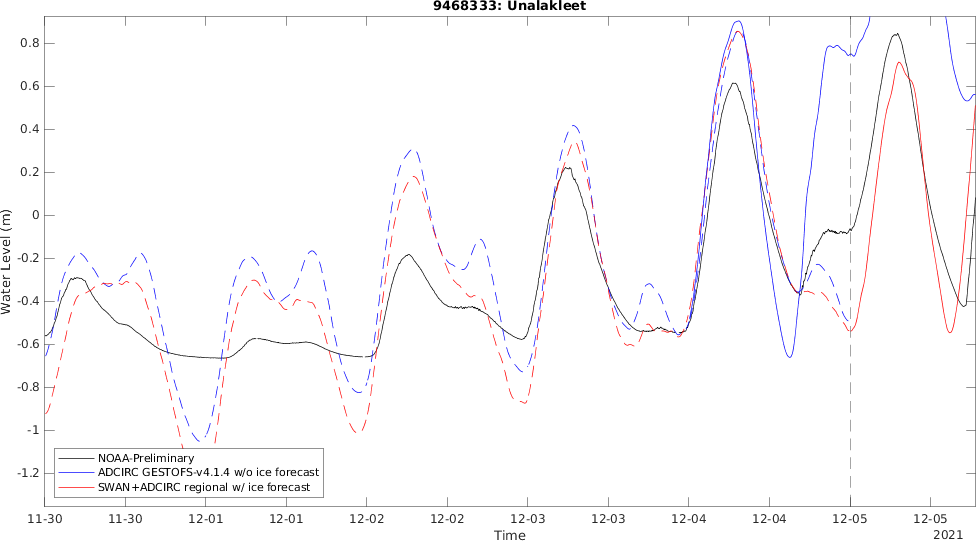 9468333: Unalakleet
Water Level (m)
0.8
0.6
0.4
0.2
0
-0.2
-0.4
-0.6
-0.8
-1
-1.2
NOAA-Preliminary
ADCIRC GESTOFS-v4.1.4 w/o ice forecast
SWAN+ADCIRC regional w/ ice forecast
11-30 11-30 12-01 12-01 12-02 12-02 12-03 12-03 12-04 12-04 12-05 12-05
Time
2021